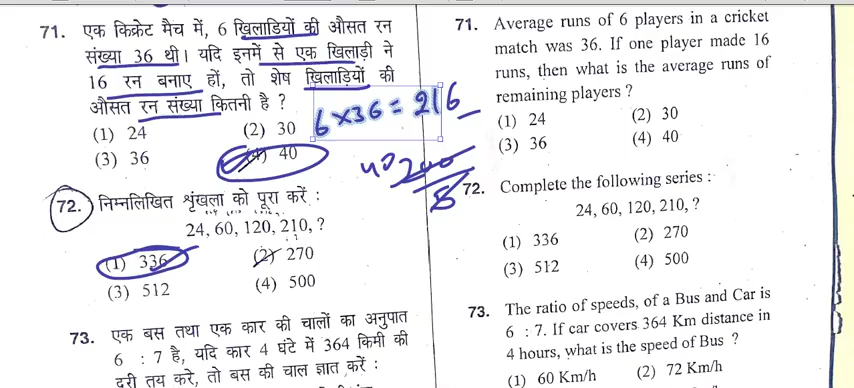 71. एक क्रिकेट मैच में, 6 खिलाड़ियों की औसत रन
संख्या 36 थी। यदि इनमें से एक खिलाड़ी ने
16 रन बनाए हों, तो शेष खिलाड़ियों की
औसत रन संख्या कितनी है ?
(1) 24 (2) 30
(3) 36 (4) 40
6×36=216
40 200
5
72. निम्नलिखित शृंखला को पूरा करें :
24, 60, 120, 210, ?
(1) 336 (2) 270
(3) 512 (4) 500
73. एक बस तथा एक कार की चालों का अनुपात
6 : 7 है, यदि कार 4 घंटे में 364 किमी की
दूरी तय करे, तो बस की चाल ज्ञात करें :
71. Average runs of 6 players in a cricket
match was 36. If one player made 16
runs, then what is the average runs of
remaining players ?
(1) 24 (2) 30
(3) 36 (4) 40
72. Complete the following series :
24, 60, 120, 210, ?
(1) 336 (2) 270
(3) 512 (4) 500
73. The ratio of speeds, of a Bus and Car is
6 : 7. If car covers 364 Km distance in
4 hours, what is the speed of Bus ?
(1) 60 Km/h (2) 72 Km/h